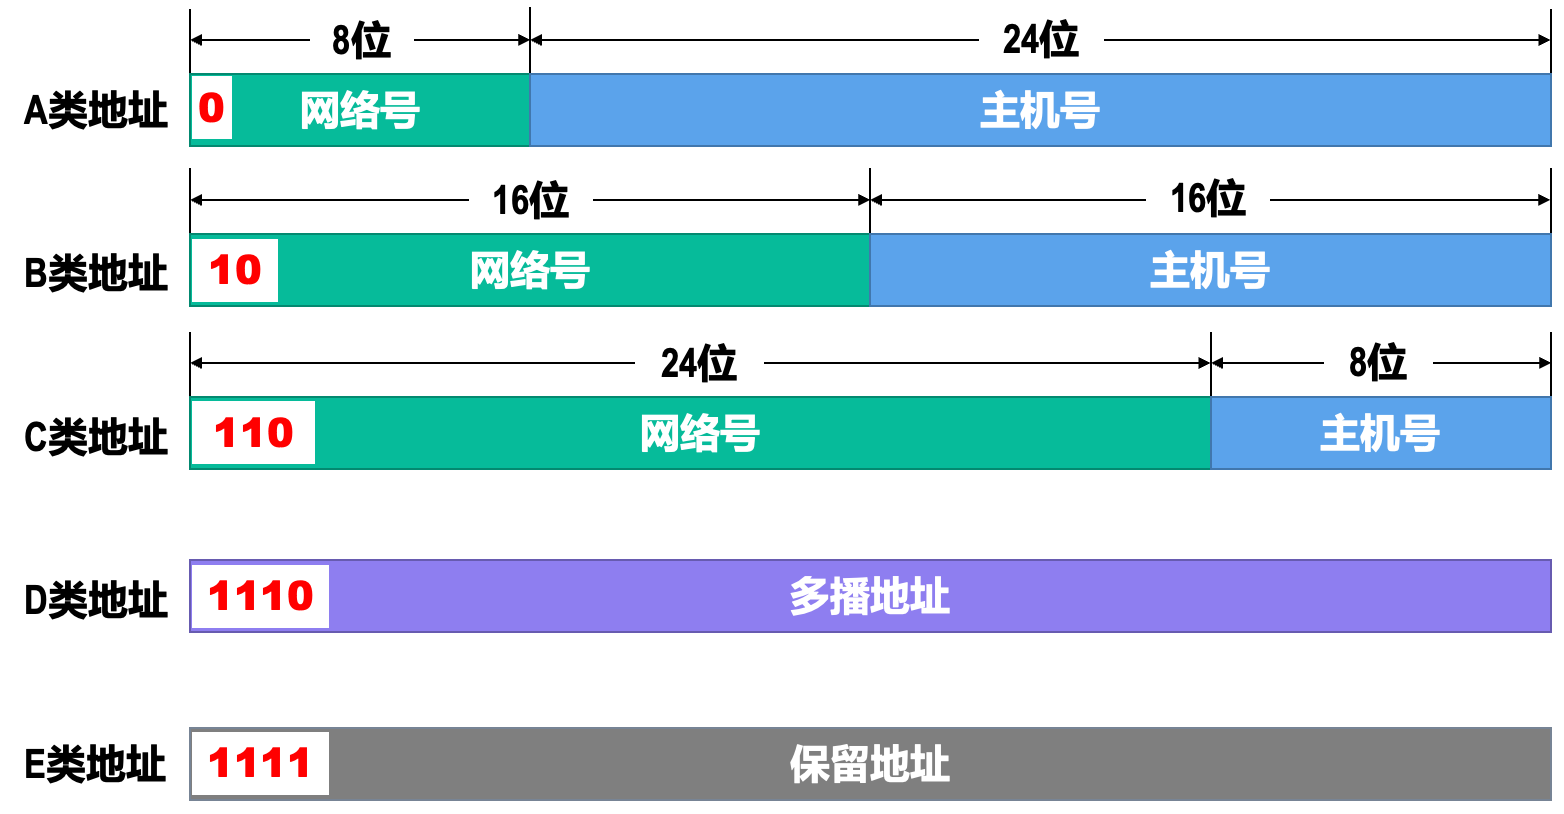 8位 24位
A类地址 0 网络号 主机号
16位 16位
B类地址 10 网络号 主机号
24位 8位
C类地址 110 网络号 主机号
D类地址 1110 多播地址
E类地址 1111 保留地址